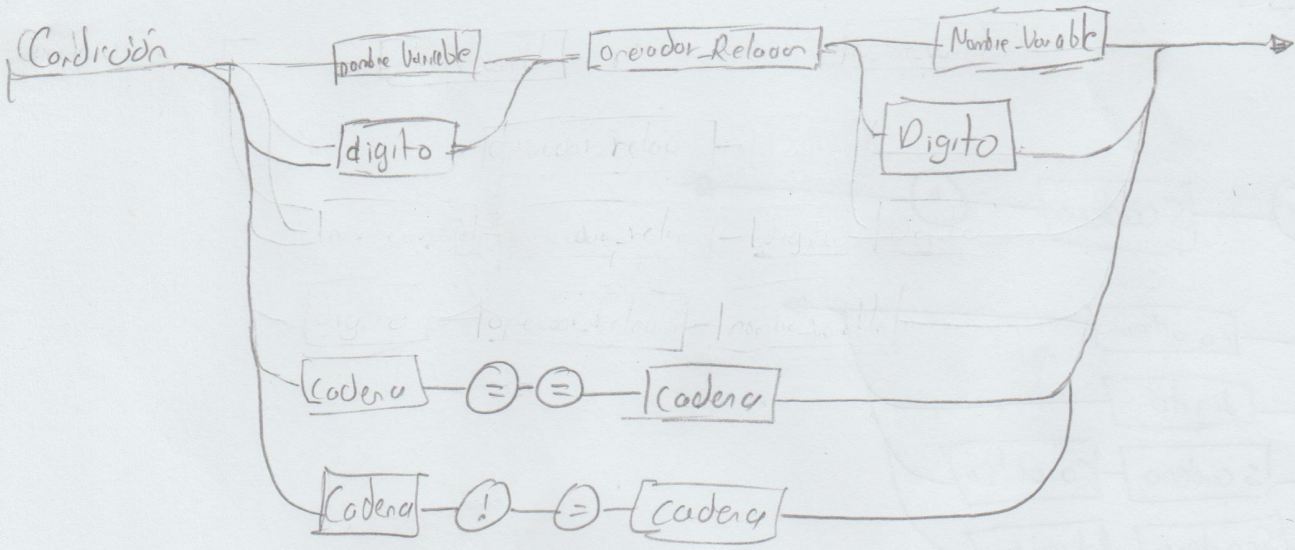 Condición
nombre Variable
Operador_Relacion
Nombre_Variable
digito
Digito
Cadena = = Cadena
Cadena ! = Cadena